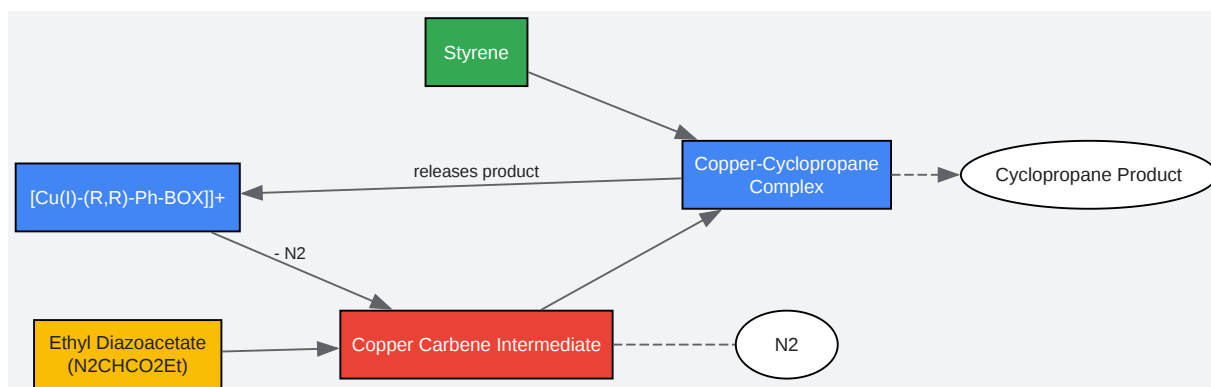 Styrene
Copper-Cyclopropane
Complex
Cyclopropane Product
releases product
[Cu(I)-(R,R)-Ph-BOX]]+
- N2
Ethyl Diazoacetate
(N2CHCO2Et)
Copper Carbene Intermediate
N2